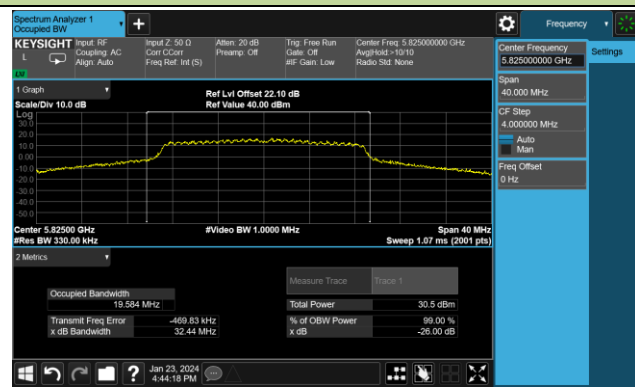 Spectrum Analyzer 1
Occupied BW
Frequency
KEYSIGHT
Input: RF
Coupling: AC
Align: Auto
Input Z: 50 Ω
Corr CCorr
Freq Ref: Int (S)
Atten: 20 dB
Preamp: Off
Trig: Free Run
Gate: Off
#IF Gain: Low
Center Freq: 5.825000000 GHz
Avg|Hold:>10/10
Radio Std: None
L
Center Frequency
5.825000000 GHz
Settings
Span
40.000 MHz
CF Step
4.000000 MHz
Auto
Man
Freq Offset
0 Hz
1 Graph
Scale/Div 10.0 dB
Ref Lvl Offset 22.10 dB
Ref Value 40.00 dBm
Log
30.0
20.0
10.0
0.00
-10.0
-20.0
-30.0
-40.0
-50.0
Center 5.82500 GHz
#Video BW 1.0000 MHz
Span 40 MHz
#Res BW 330.00 kHz
Sweep 1.07 ms (2001 pts)
2 Metrics
Measure Trace
Trace 1
Occupied Bandwidth
19.584 MHz
Total Power
30.5 dBm
Transmit Freq Error
-469.83 kHz
% of OBW Power
99.00 %
x dB Bandwidth
32.44 MHz
x dB
-26.00 dB
?
Jan 23, 2024
4:44:18 PM